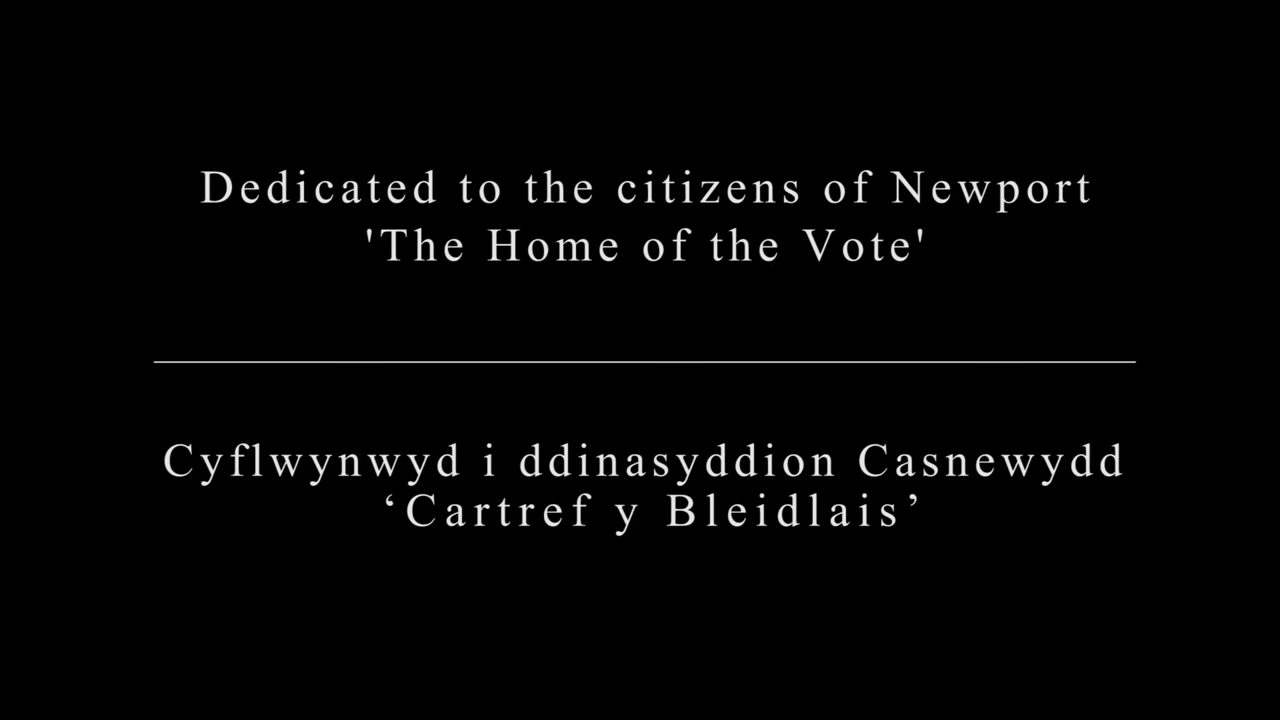 Dedicated to the citizens of Newport
'The Home of the Vote'
Cyflwynwyd i ddinasyddion Casnewydd
‘Cartref y Bleidlais’